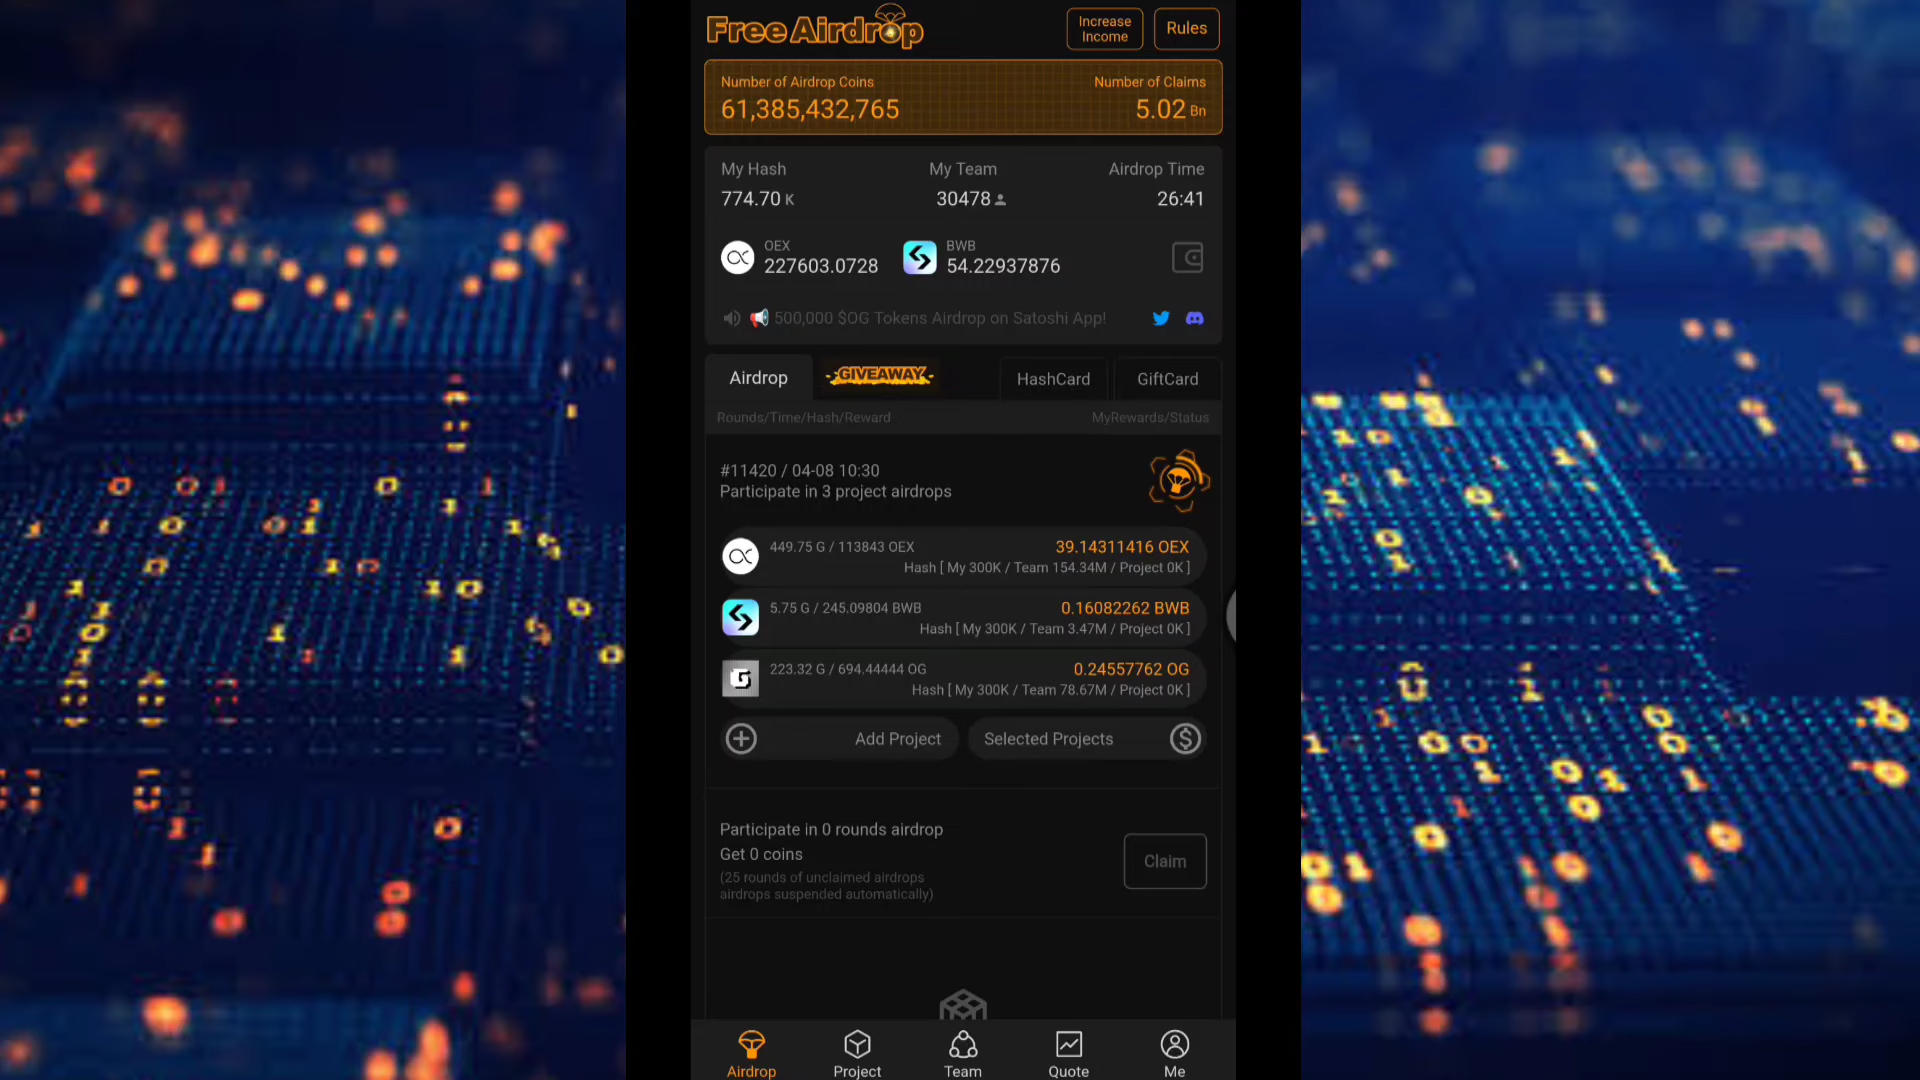 Free Airdrop
Increase
Income
Rules
Number of Airdrop Coins
Number of Claims
61,385,432,765
5.02 Bn
My Hash
My Team
Airdrop Time
774.70 K
30478
26:41
OEX
227603.0728
BWB
54.22937876
500,000 $OG Tokens Airdrop on Satoshi App!
Airdrop
GIVEAWAY
HashCard
GiftCard
Rounds/Time/Hash/Reward
MyRewards/Status
#11420 / 04-08 10:30
Participate in 3 project airdrops
449.75 G / 113843 OEX
39.14311416 OEX
Hash [ My 300K / Team 154.34M / Project 0K ]
5.75 G / 245.09804 BWB
0.16082262 BWB
Hash [ My 300K / Team 3.47M / Project 0K ]
223.32 G / 694.44444 OG
0.24557762 OG
Hash [ My 300K / Team 78.67M / Project 0K ]
Add Project
Selected Projects
Participate in 0 rounds airdrop
Get 0 coins
(25 rounds of unclaimed airdrops
airdrops suspended automatically)
Claim
Airdrop
Project
Team
Quote
Me